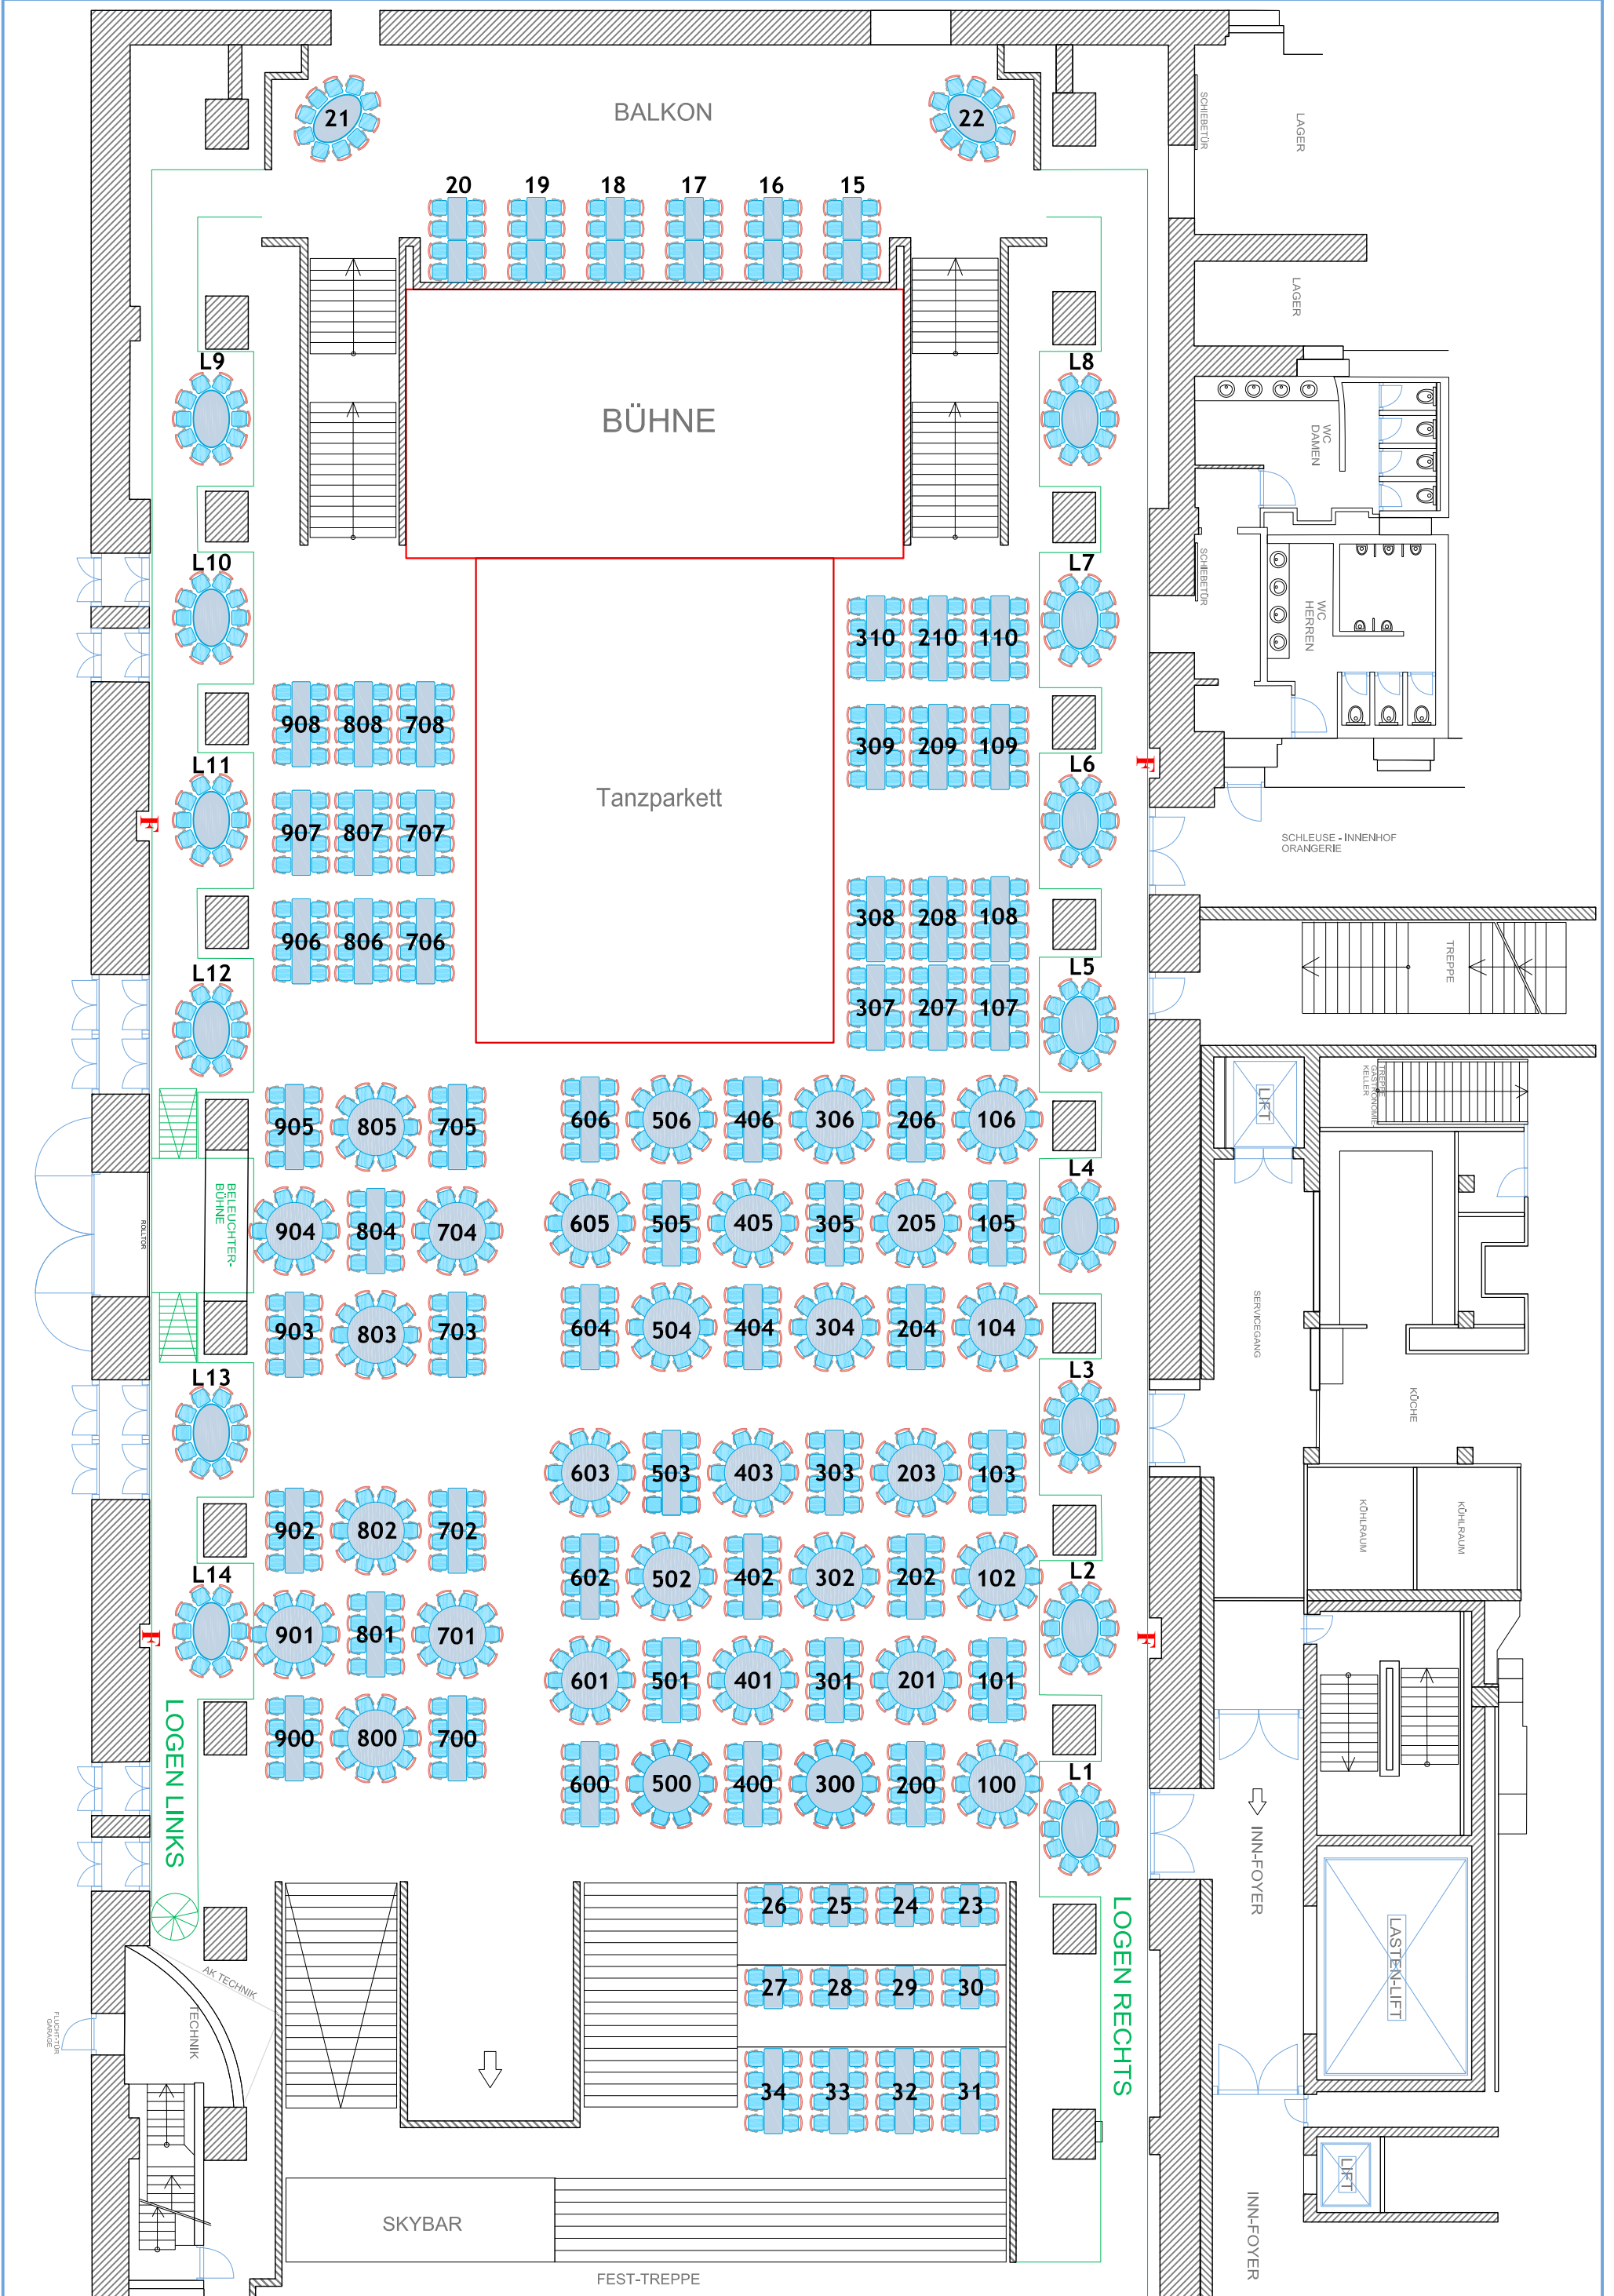 BALKON
21
22
SCHIEBETÜR
LAGER
20 19 18 17 16 15
LAGER
L9
L8
BÜHNE
WC
DAMEN
L10
L7
SCHIEBETÜR
WC
HERREN
310 210 110
908 808 708
309 209 109
L11
L6
F
Tanzparkett
F
907 807 707
SCHLEUSE - INNENHOF
ORANGERIE
308 208 108
906 806 706
TREPPE
L12
L5
307 207 107
LIFT
TREPPE
GASTRONOMIE-
KELLER
905 805 705
606 506 406 306 206 106
L4
BELEUCHTER-
BÜHNE
ROLLTOR
904 804 704
605 505 405 305 205 105
903 803 703
604 504 404 304 204 104
SERVICEGANG
L13
L3
KÜCHE
603 503 403 303 203 103
902 802 702
KÜHLRAUM
KÜHLRAUM
L14
L2
602 502 402 302 202 102
F
901 801 701
F
601 501 401 301 201 101
LOGEN LINKS
900 800 700
L1
600 500 400 300 200 100
INN-FOYER
26 25 24 23
LOGEN RECHTS
LASTEN-LIFT
AK TECHNIK
27 28 29 30
TECHNIK
FLUCHT-TÜR
GARAGE
34 33 32 31
LIFT
SKYBAR
INN-FOYER
FEST-TREPPE